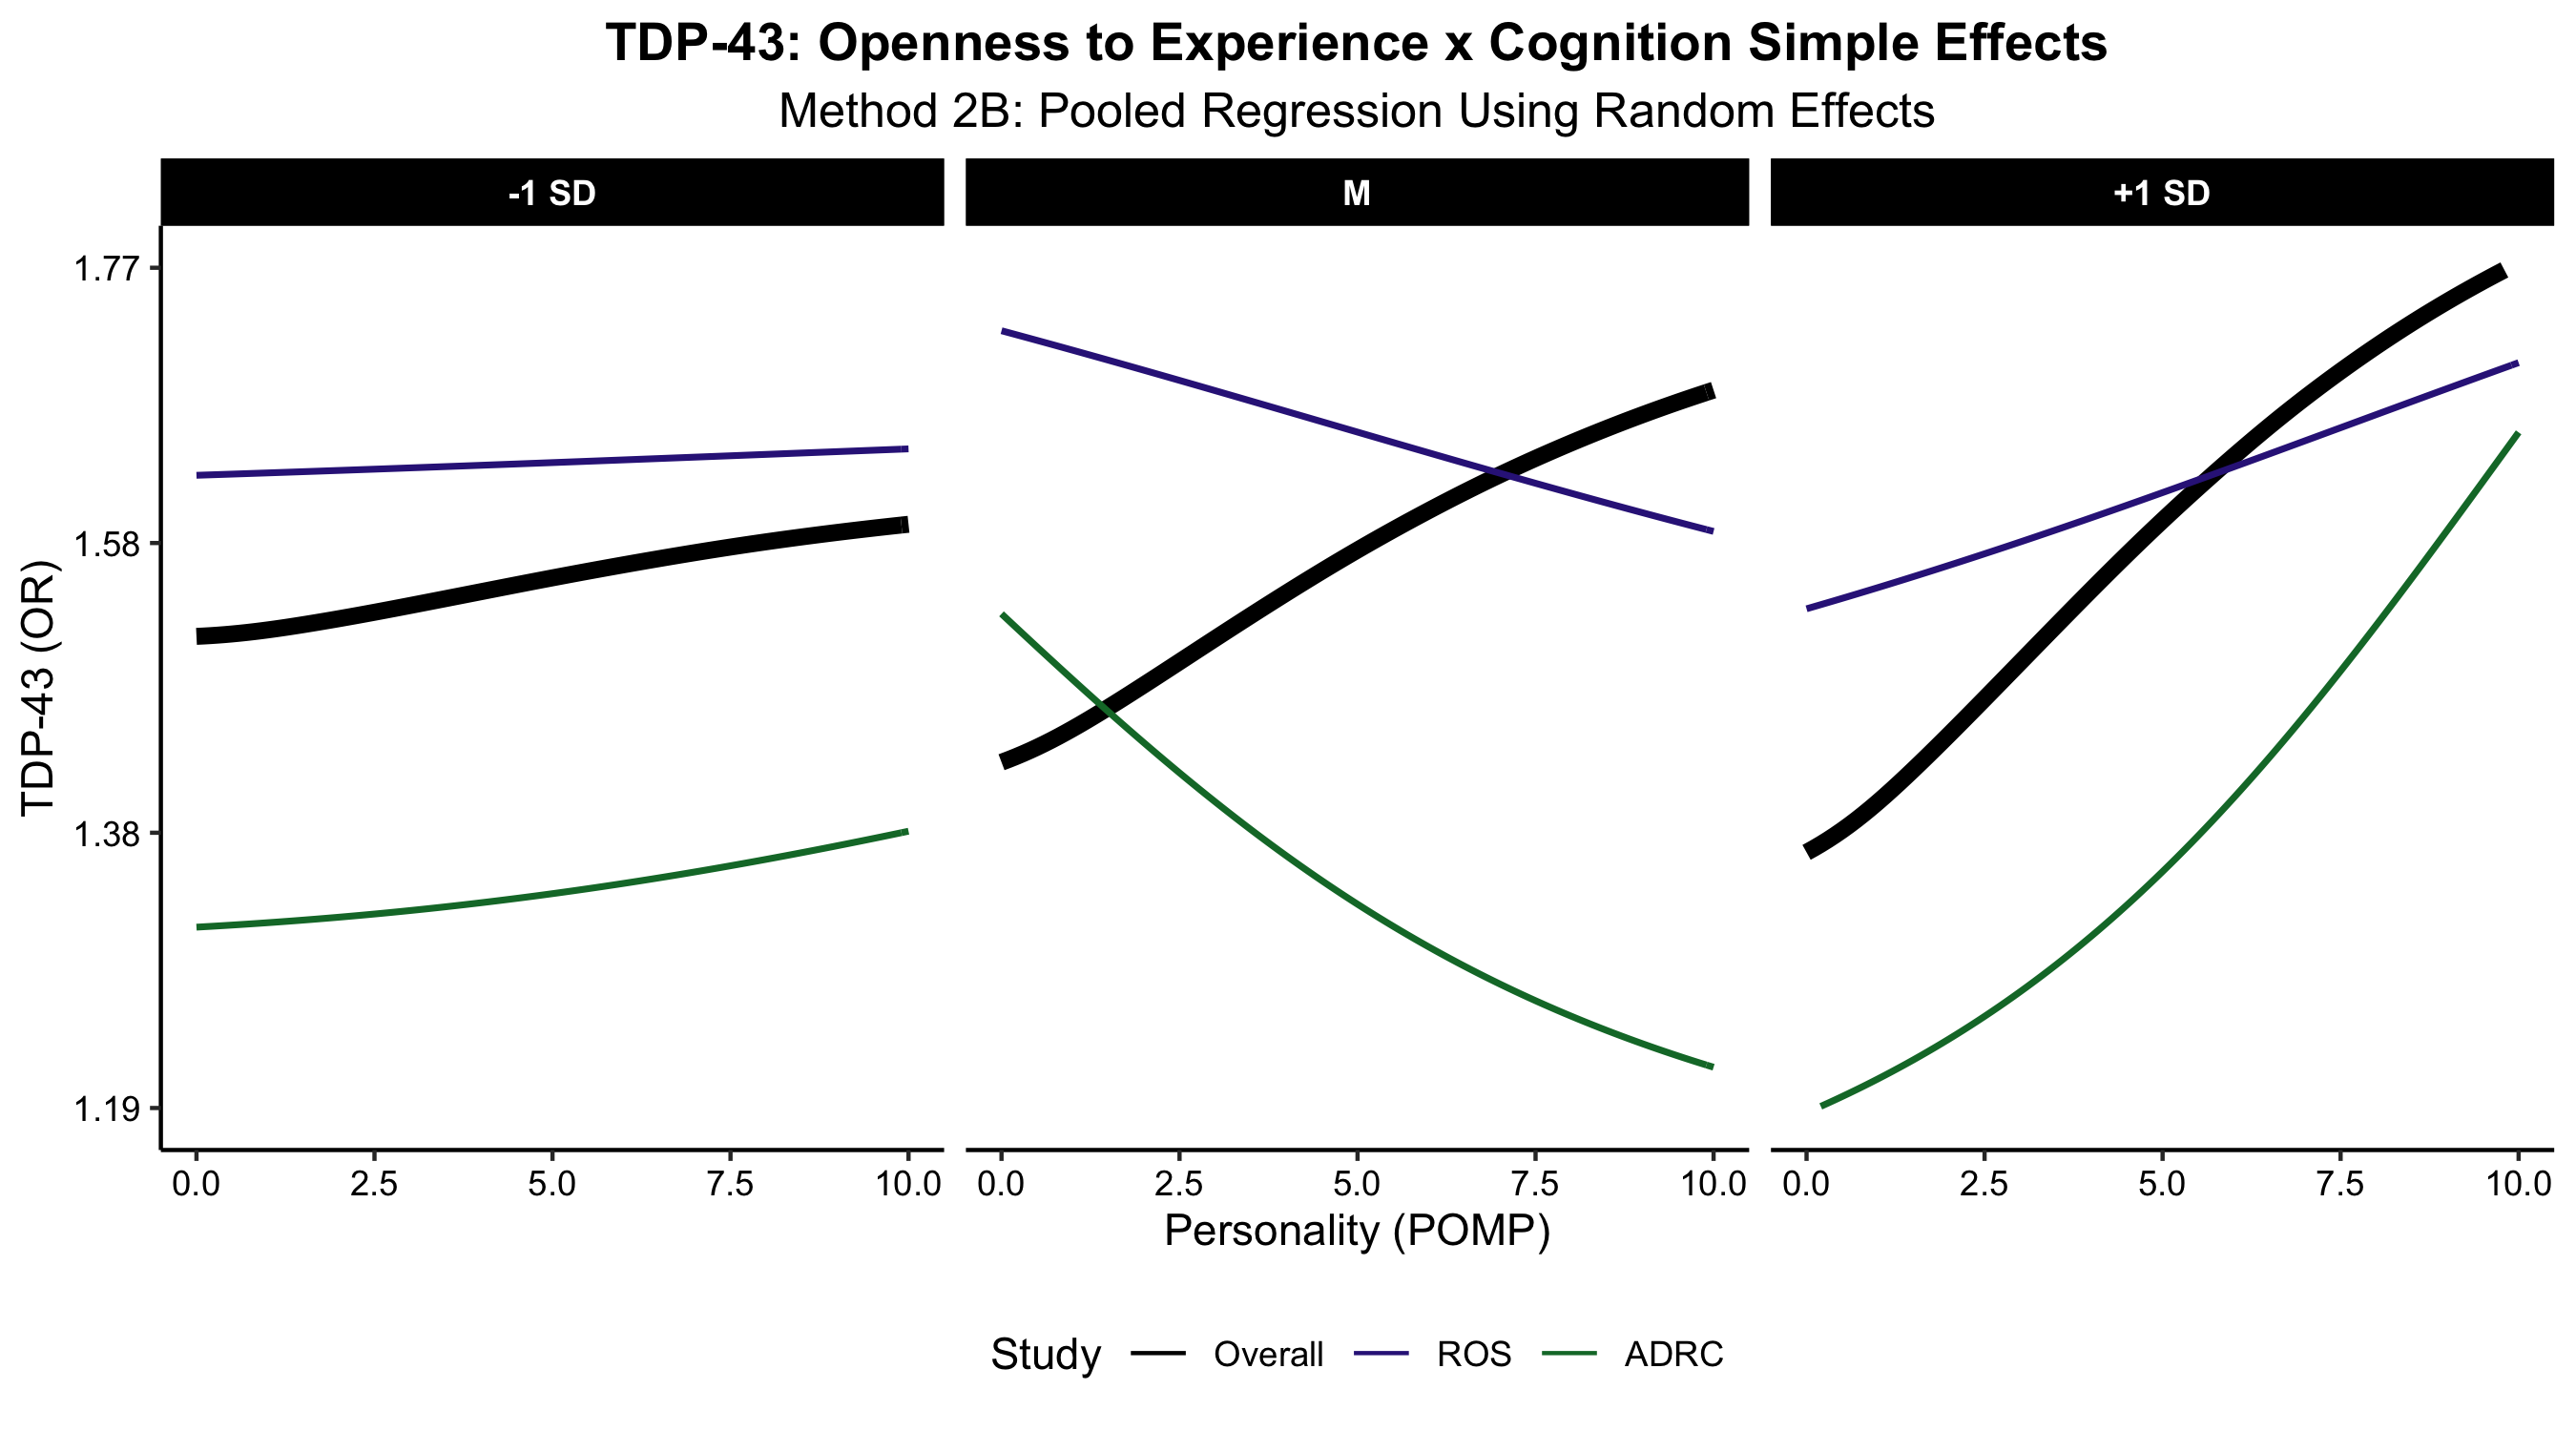 TDP-43: Openness to Experience x Cognition Simple Effects
Method 2B: Pooled Regression Using Random Effects
-1 SD M +1 SD
TDP-43 (OR)
1.77
1.58
1.38
1.19
0.0 2.5 5.0 7.5 10.0 0.0 2.5 5.0 7.5 10.0 0.0 2.5 5.0 7.5 10.0
Personality (POMP)
Study Overall ROS ADRC